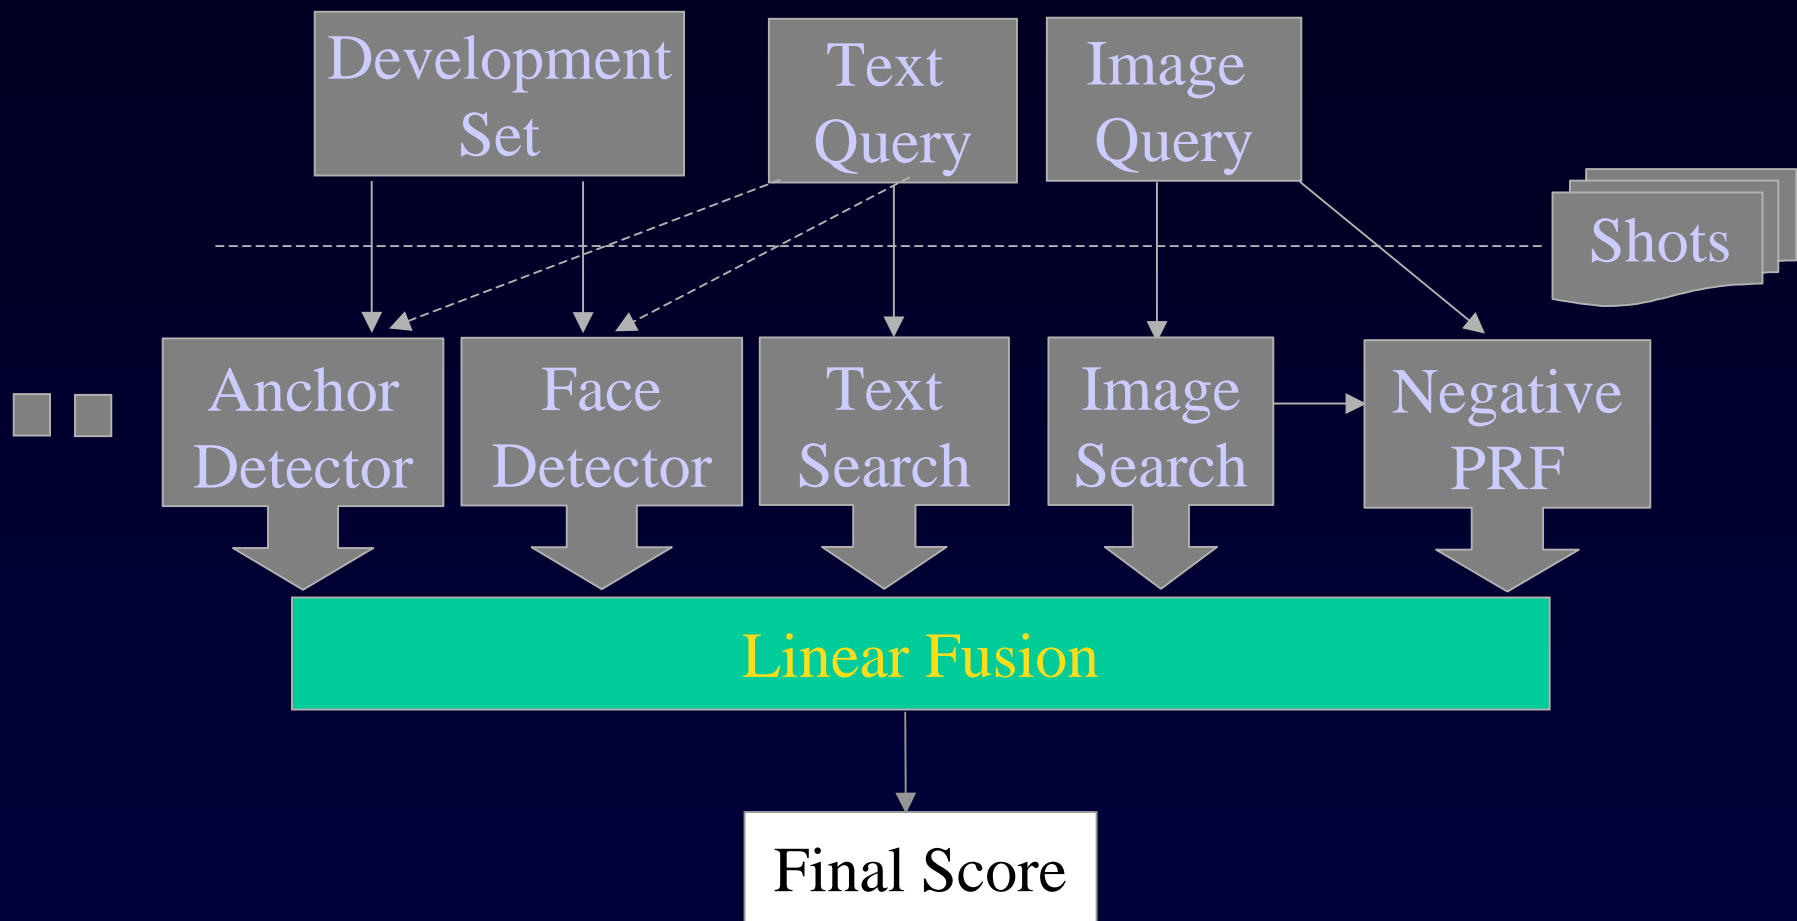 Development
Set
Text
Query
Image
Query
Shots
Anchor
Detector
Face
Detector
Text
Search
Image
Search
Negative
PRF
Linear Fusion
Final Score